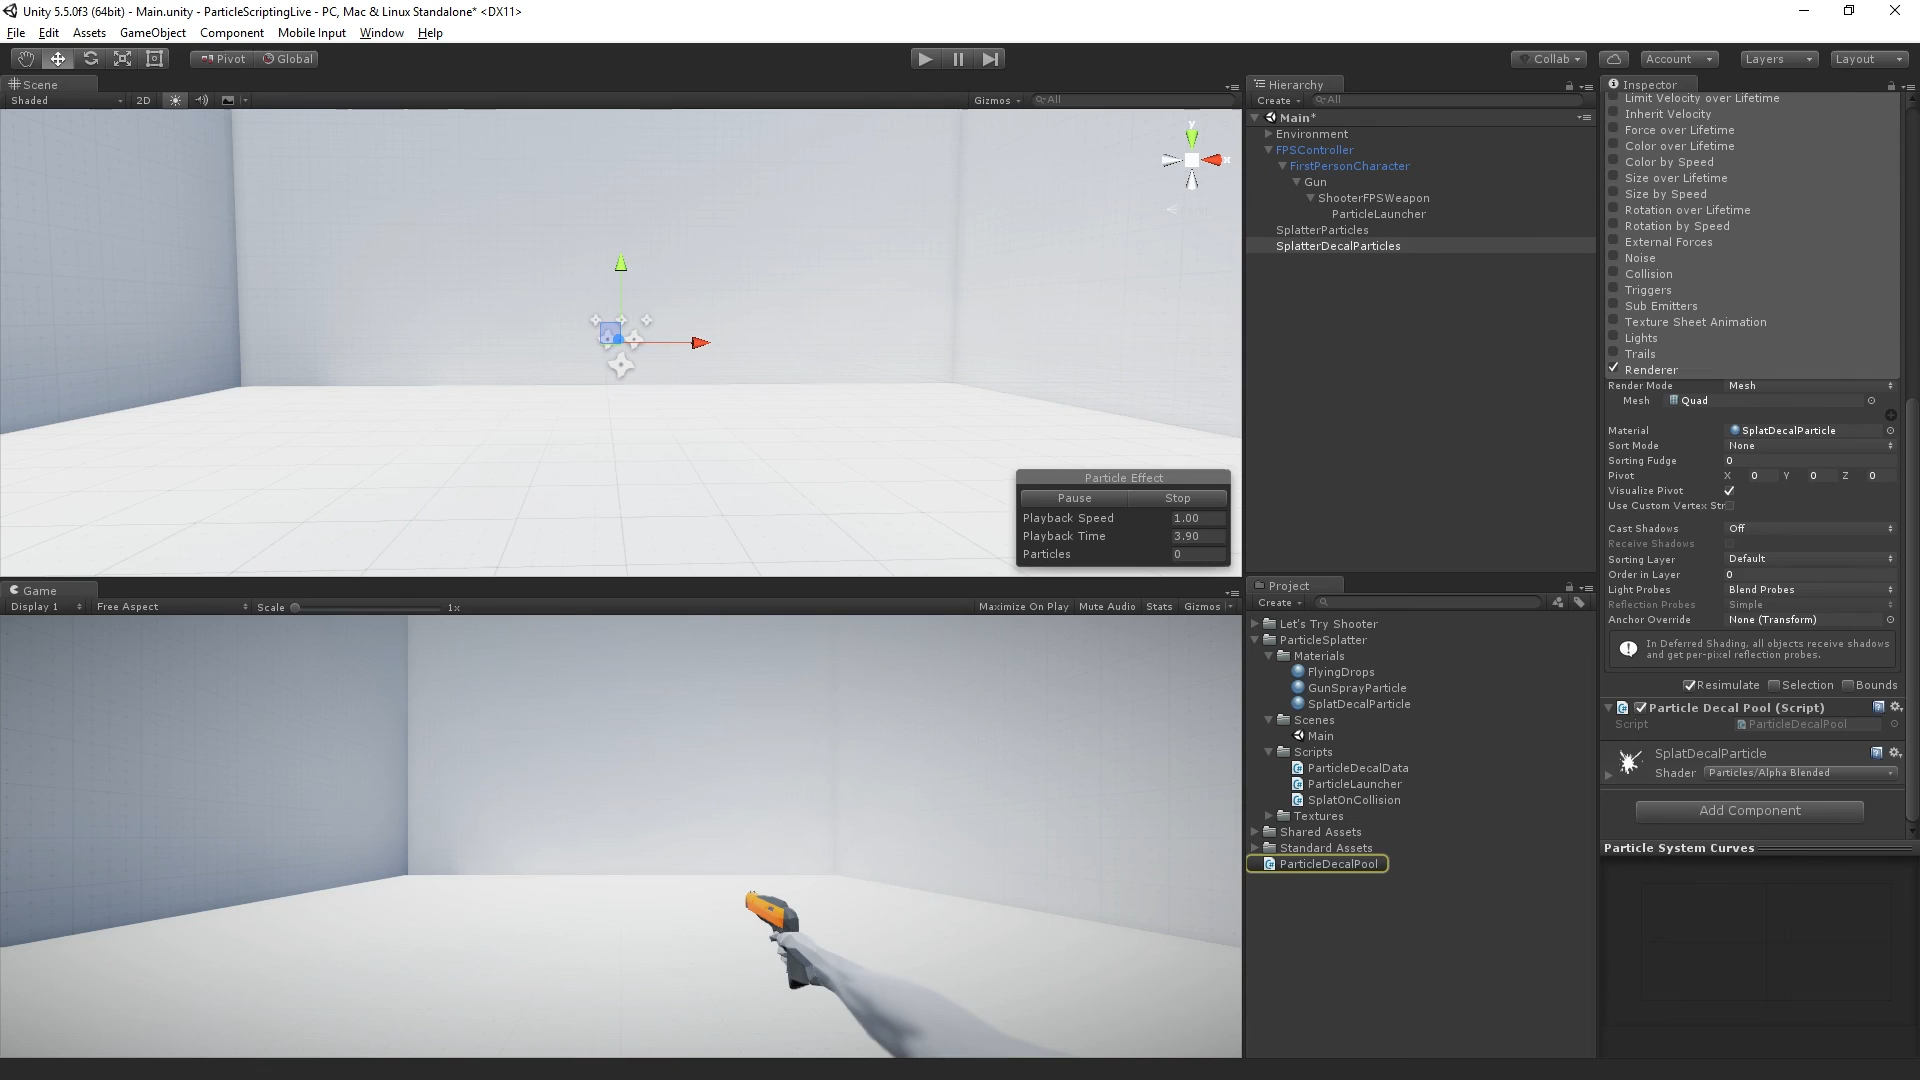 Unity 5.5.0f3 (64bit) - Main.unity - ParticleScriptingLive - PC, Mac & Linux Standalone* <DX11>
File Edit Assets GameObject Component Mobile Input Window Help
Pivot Global Collab Account Layers Layout
Scene
Shaded 2D Gizmos All
y
x
Particle Effect
Pause Stop
Playback Speed 1.00
Playback Time 3.90
Particles 0
Game
Display 1 Free Aspect Scale 1x Maximize On Play Mute Audio Stats Gizmos
Hierarchy
Create All
Main*
Environment
FPSController
FirstPersonCharacter
Gun
ShooterFPSWeapon
ParticleLauncher
SplatterParticles
SplatterDecalParticles
Project
Create
Let's Try Shooter
ParticleSplatter
Materials
FlyingDrops
GunSprayParticle
SplatDecalParticle
Scenes
Main
Scripts
ParticleDecalData
ParticleLauncher
SplatOnCollision
Textures
Shared Assets
Standard Assets
ParticleDecalPool
Inspector
Limit Velocity over Lifetime
Inherit Velocity
Force over Lifetime
Color over Lifetime
Color by Speed
Size over Lifetime
Size by Speed
Rotation over Lifetime
Rotation by Speed
External Forces
Noise
Collision
Triggers
Sub Emitters
Texture Sheet Animation
Lights
Trails
Renderer
Render Mode Mesh
Mesh Quad
Material SplatDecalParticle
Sort Mode None
Sorting Fudge 0
Pivot X 0 Y 0 Z 0
Visualize Pivot
Use Custom Vertex Str
Cast Shadows Off
Receive Shadows
Sorting Layer Default
Order in Layer 0
Light Probes Blend Probes
Reflection Probes Simple
Anchor Override None (Transform)
In Deferred Shading, all objects receive shadows
and get per-pixel reflection probes.
Resimulate Selection Bounds
Particle Decal Pool (Script)
Script ParticleDecalPool
SplatDecalParticle
Shader Particles/Alpha Blended
Add Component
Particle System Curves